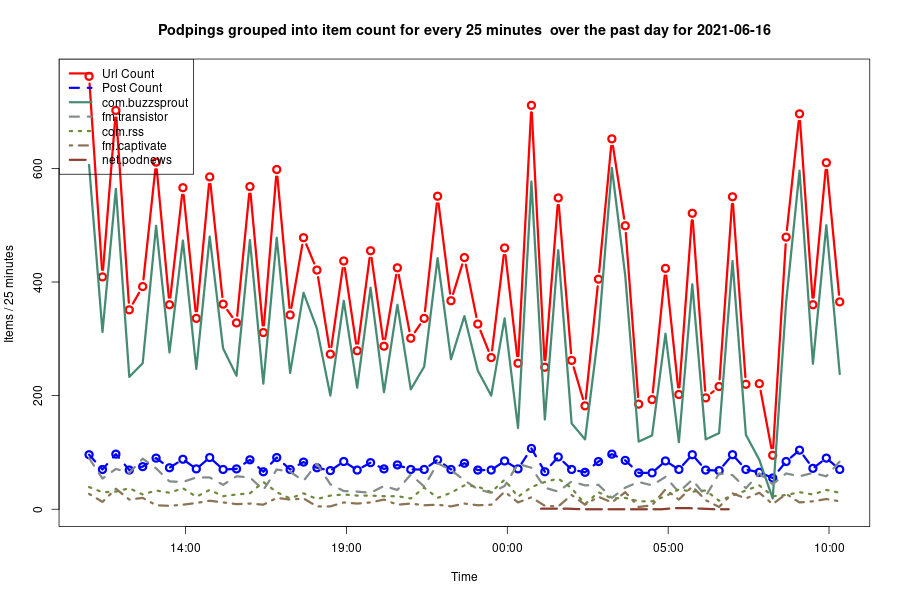 Podpings grouped into item count for every 25 minutes  over the past day for 2021-06-16
Url Count
Post Count
com.buzzsprout
fm.transistor
com.rss
fm.captivate
net.podnews
600
400
200
0
Items / 25 minutes
14:00 19:00 00:00 05:00 10:00
Time